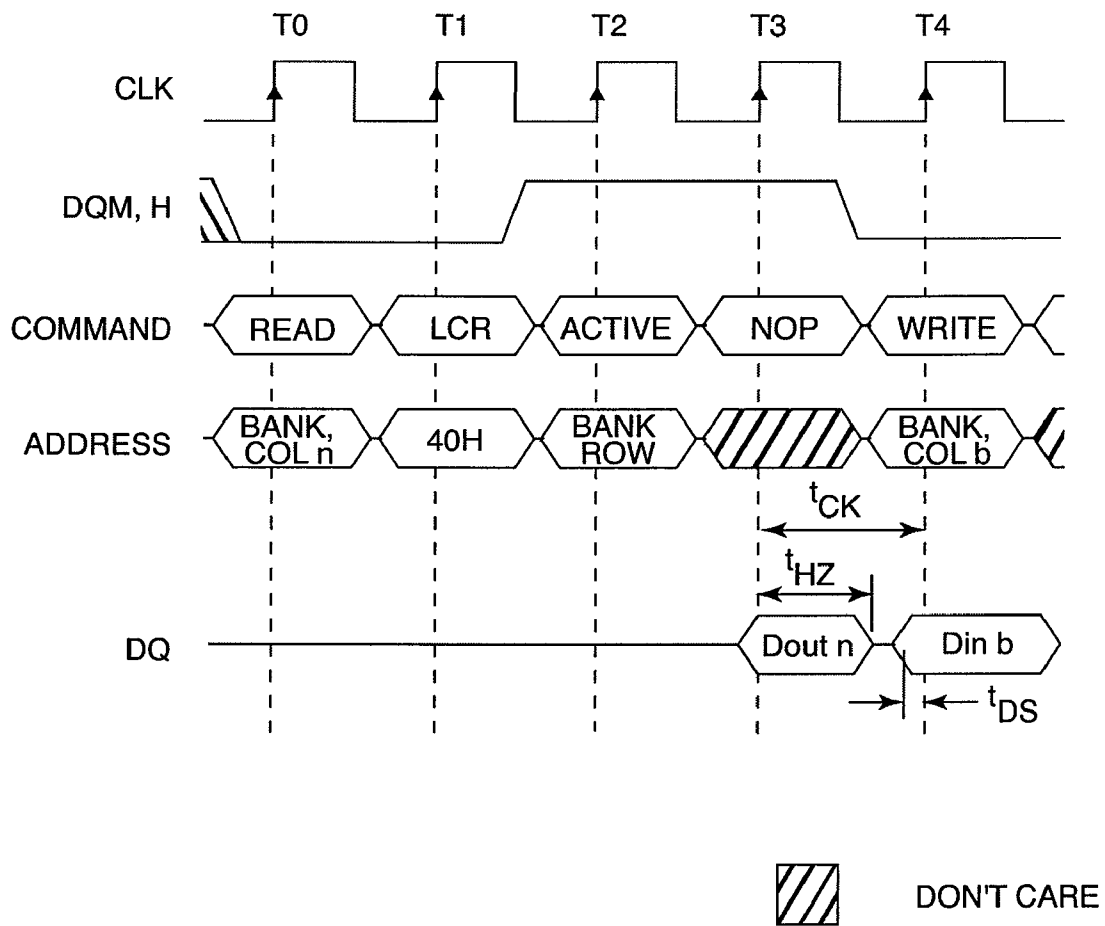 T0 T1 T2 T3 T4
CLK
DQM, H
COMMAND READ LCR ACTIVE NOP WRITE
ADDRESS BANK, COL n 40H BANK ROW BANK, COL b
tCK
tHZ
DQ Dout n Din b
tDS
DON'T CARE